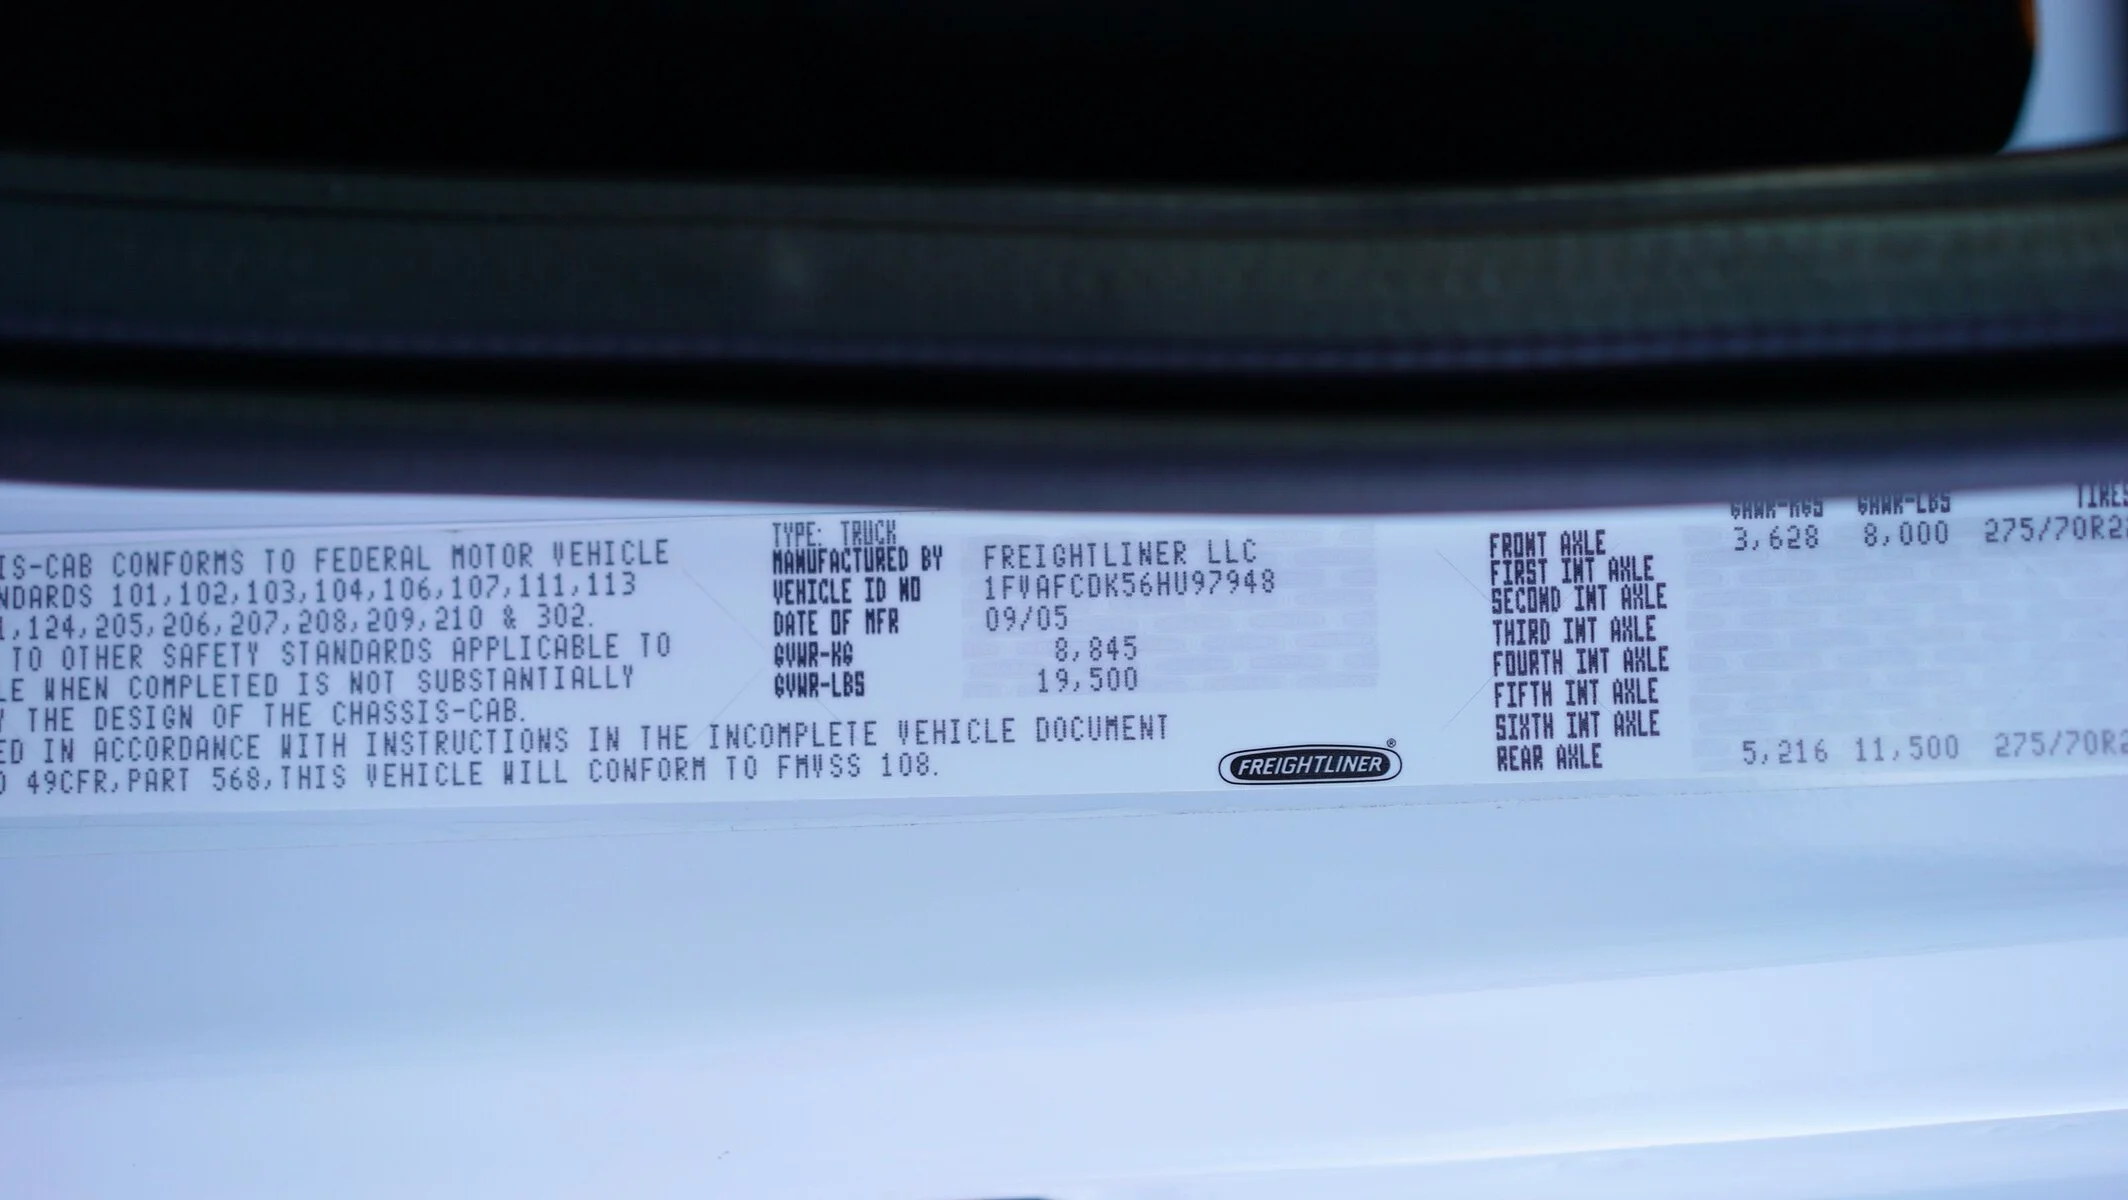 IS-CAB CONFORMS TO FEDERAL MOTOR VEHICLE
NDARDS 101,102,103,104,106,107,111,113
1,124,205,206,207,208,209,210 & 302.
TO OTHER SAFETY STANDARDS APPLICABLE TO
LE WHEN COMPLETED IS NOT SUBSTANTIALLY
Y THE DESIGN OF THE CHASSIS-CAB.
ED IN ACCORDANCE WITH INSTRUCTIONS IN THE INCOMPLETE VEHICLE DOCUMENT
49CFR,PART 568,THIS VEHICLE WILL CONFORM TO FMVSS 108.
TYPE: TRUCK
MANUFACTURED BY FREIGHTLINER LLC
VEHICLE ID NO 1FVAFCDK56HU97948
DATE OF MFR 09/05
GVWR-KG 8,845
GVWR-LBS 19,500
FREIGHTLINER®
GAWR-KGS GAWR-LBS TIRES
FRONT AXLE 3,628 8,000 275/70R2
FIRST INT AXLE
SECOND INT AXLE
THIRD INT AXLE
FOURTH INT AXLE
FIFTH INT AXLE
SIXTH INT AXLE
REAR AXLE 5,216 11,500 275/70R2